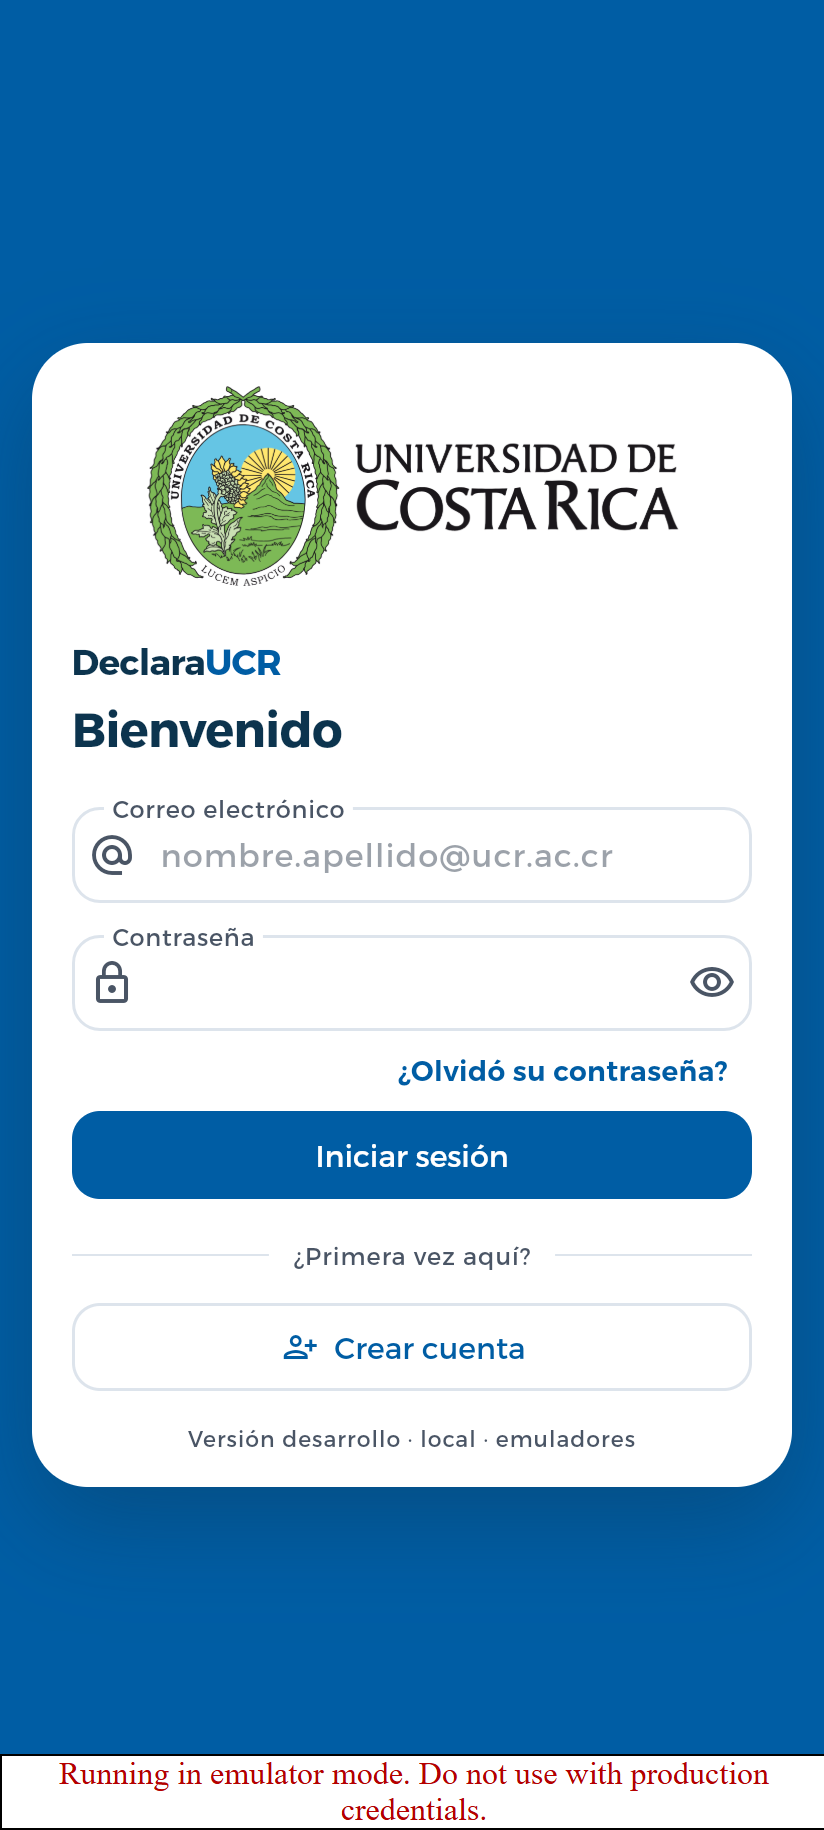 UNIVERSIDAD DE COSTA RICA
LUCEM ASPICIO
UNIVERSIDAD DE
COSTA RICA
DeclaraUCR
Bienvenido
Correo electrónico
nombre.apellido@ucr.ac.cr
Contraseña
¿Olvidó su contraseña?
Iniciar sesión
¿Primera vez aquí?
Crear cuenta
Versión desarrollo · local · emuladores
Running in emulator mode. Do not use with production
credentials.